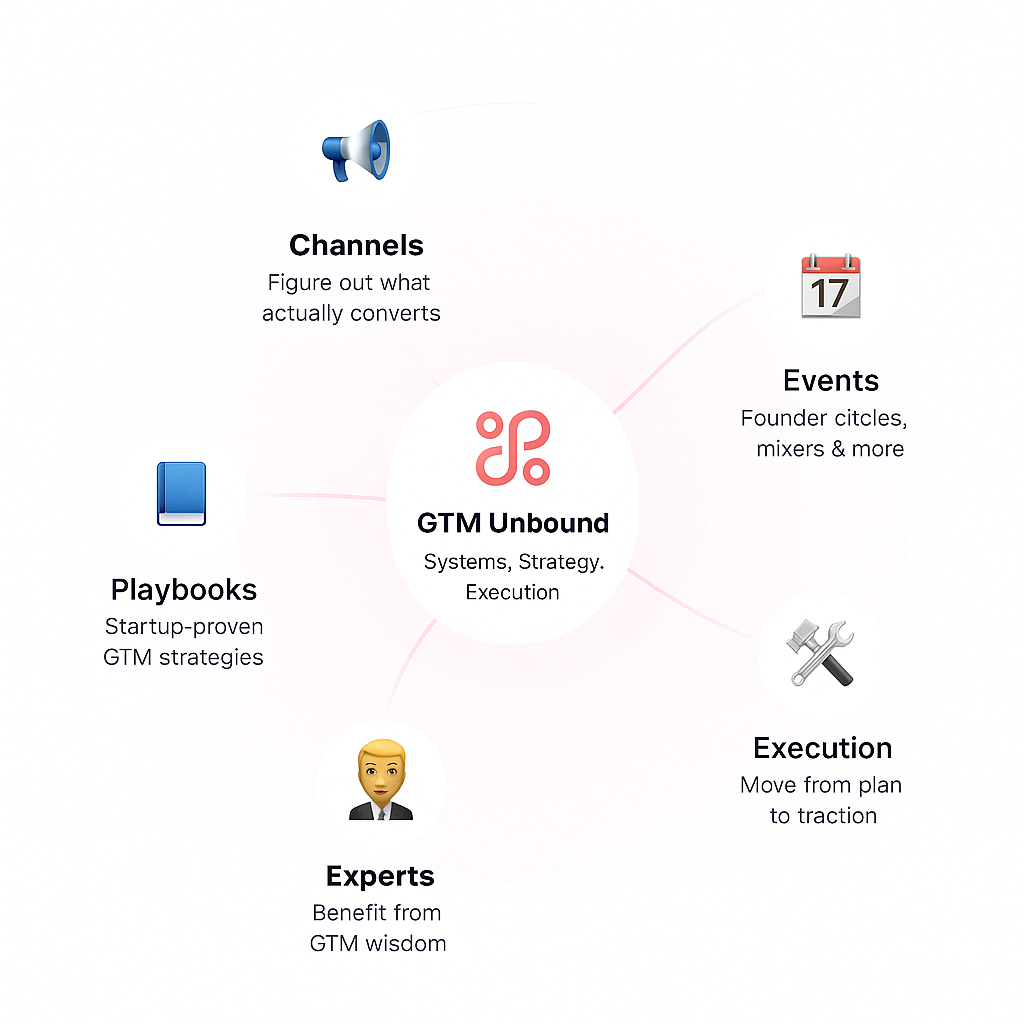 Channels
Figure out what
actually converts
17
Events
Founder citcles,
mixers & more
GTM Unbound
Systems, Strategy.
Execution
Playbooks
Startup-proven
GTM strategies
Execution
Move from plan
to traction
Experts
Benefit from
GTM wisdom